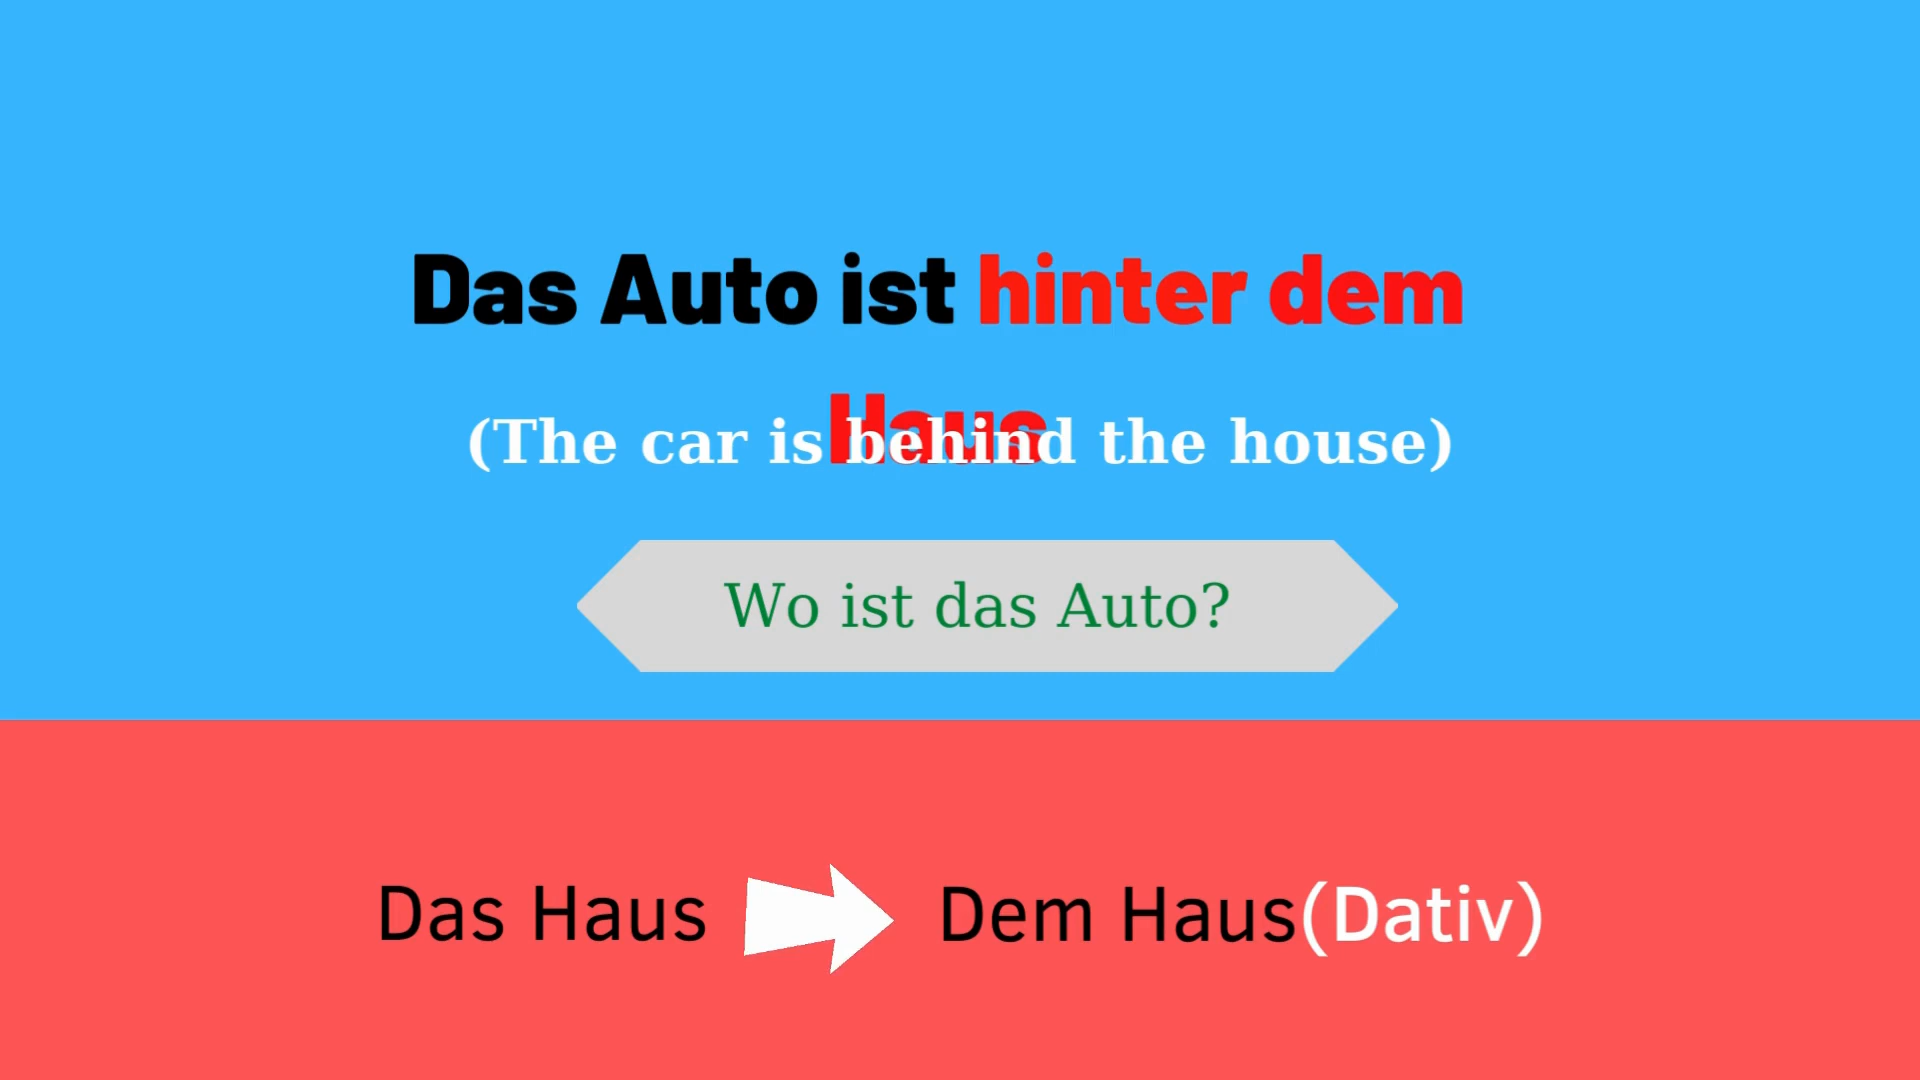 Das Auto ist hinter dem
Haus
(The car is behind the house)
Wo ist das Auto?
Das Haus Dem Haus(Dativ)